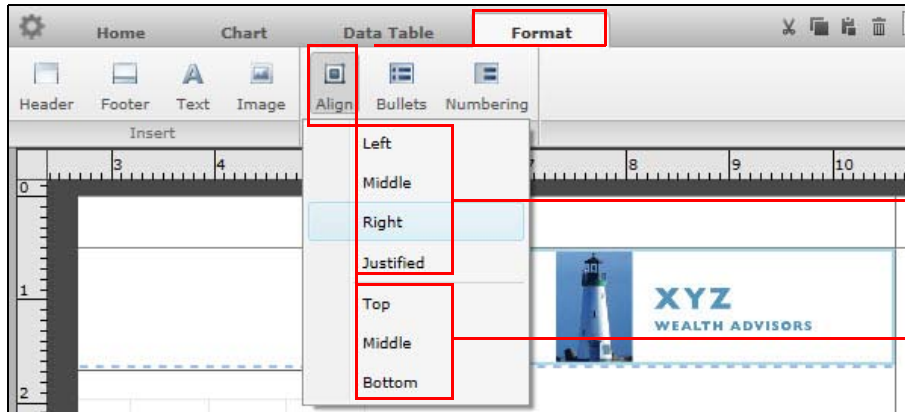 Home Chart Data Table Format
Header Footer Text Image Align Bullets Numbering
Insert
3 4 7 8 9 10
0
Left
Middle
Right
Justified
1
XYZ
WEALTH ADVISORS
Top
Middle
Bottom
2